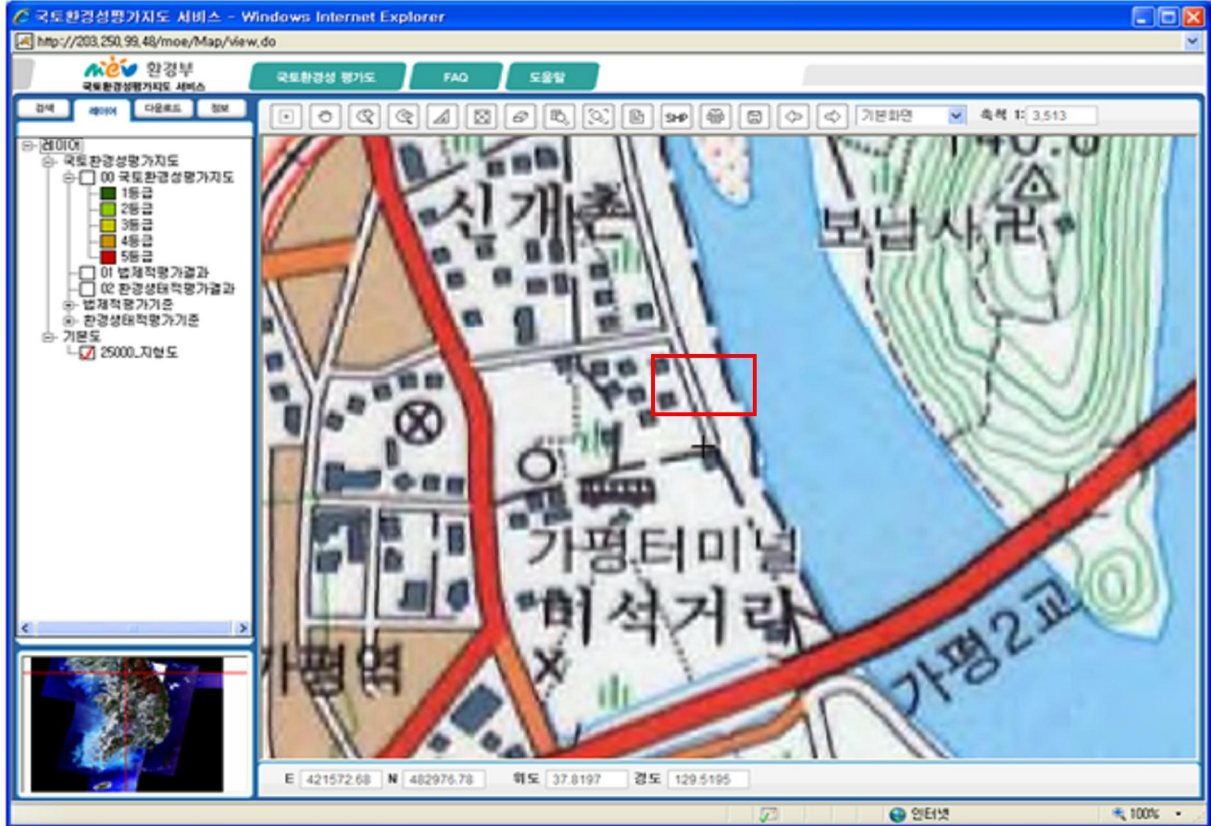 국토환경성평가지도 서비스 - Windows Internet Explorer
http://203.250.99.48/moe/Map/view.do
mev 환경부
국토환경성평가지도 서비스
국토환경성 평가도 FAQ 도움말
검색 레이어 다운로드 정보
SHP 기본화면 축척 1: 3,513
레이어
국토환경성평가지도
00 국토환경성평가지도
1등급
2등급
3등급
4등급
5등급
01 법제적평가결과
02 환경생태적평가결과
법제적평가기준
환경생태적평가기준
기본도
25000_지형도
140.6
신개촌
보납사 卍
가평터미널
비석거리
가평역
가평2교
E 421572.68 N 482976.78 위도 37.8197 경도 129.5195
인터넷 100%